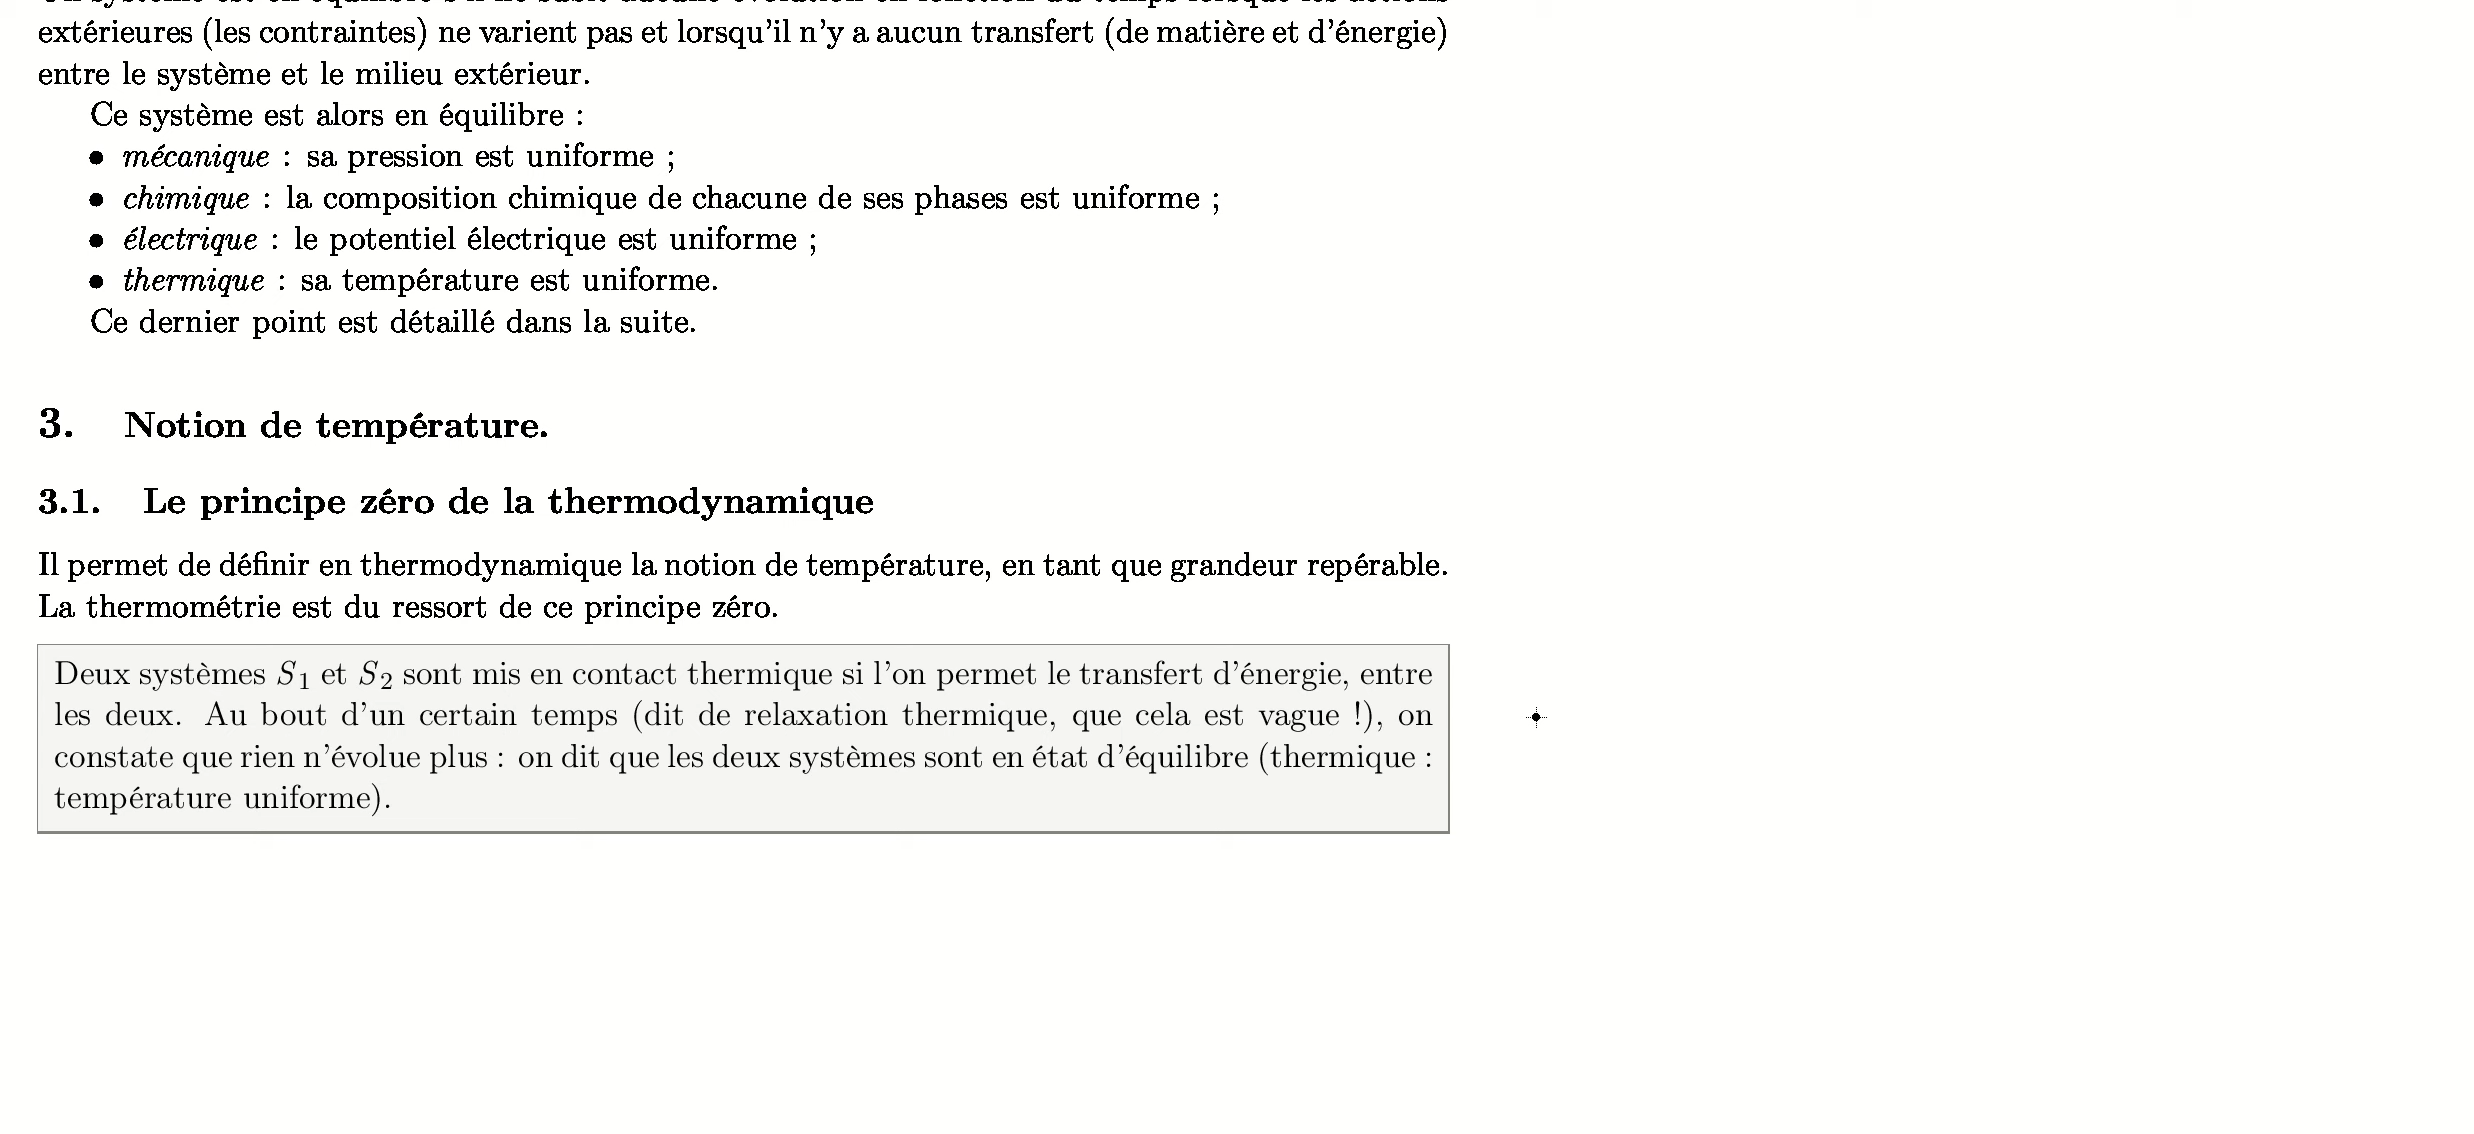 extérieures (les contraintes) ne varient pas et lorsqu'il n'y a aucun transfert (de matière et d'énergie)
entre le système et le milieu extérieur.
Ce système est alors en équilibre :
• mécanique : sa pression est uniforme ;
• chimique : la composition chimique de chacune de ses phases est uniforme ;
• électrique : le potentiel électrique est uniforme ;
• thermique : sa température est uniforme.
Ce dernier point est détaillé dans la suite.
3. Notion de température.
3.1. Le principe zéro de la thermodynamique
Il permet de définir en thermodynamique la notion de température, en tant que grandeur repérable.
La thermométrie est du ressort de ce principe zéro.
Deux systèmes S₁ et S₂ sont mis en contact thermique si l'on permet le transfert d'énergie, entre
les deux. Au bout d'un certain temps (dit de relaxation thermique, que cela est vague !), on
constate que rien n'évolue plus : on dit que les deux systèmes sont en état d'équilibre (thermique :
température uniforme).